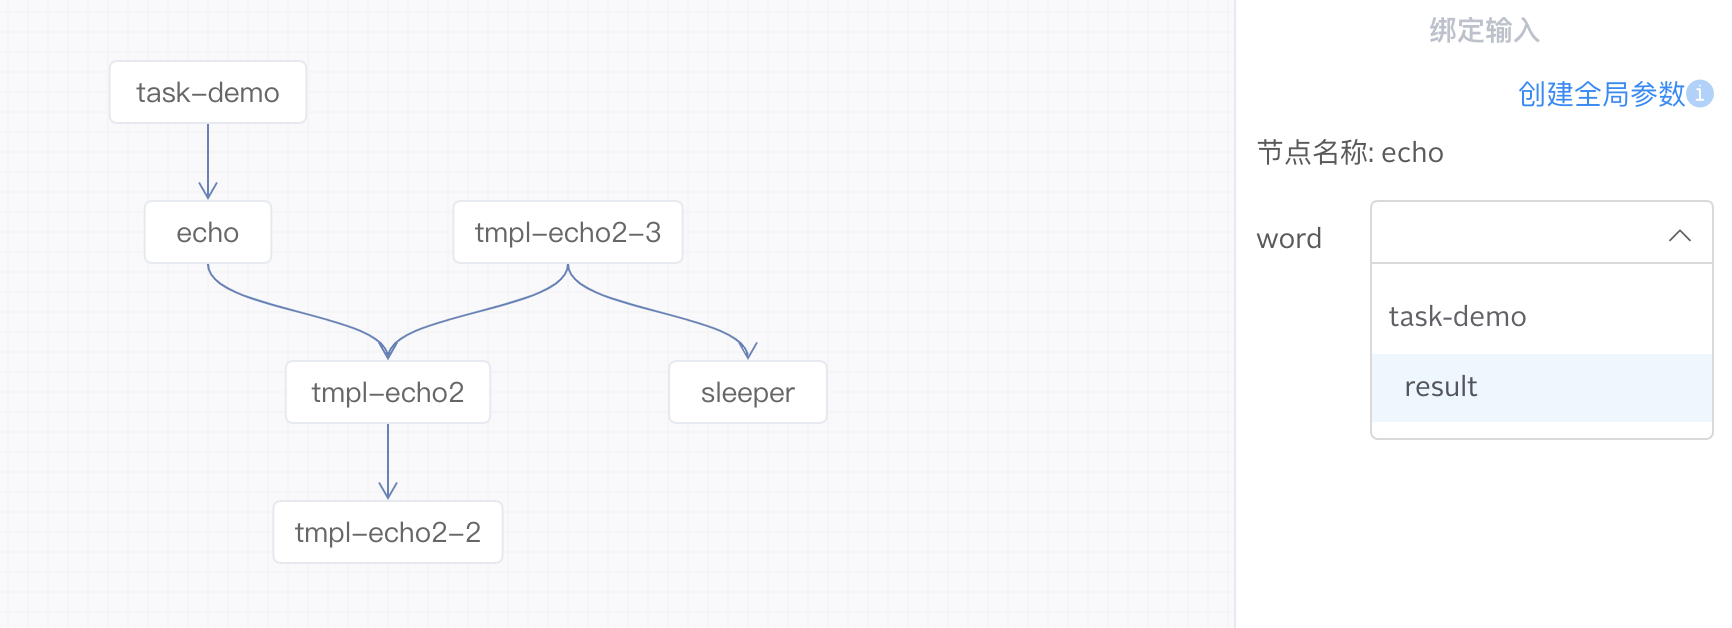 task-demo
echo
tmpl-echo2-3
tmpl-echo2
sleeper
tmpl-echo2-2
绑定输入
创建全局参数 i
节点名称: echo
word
task-demo
result